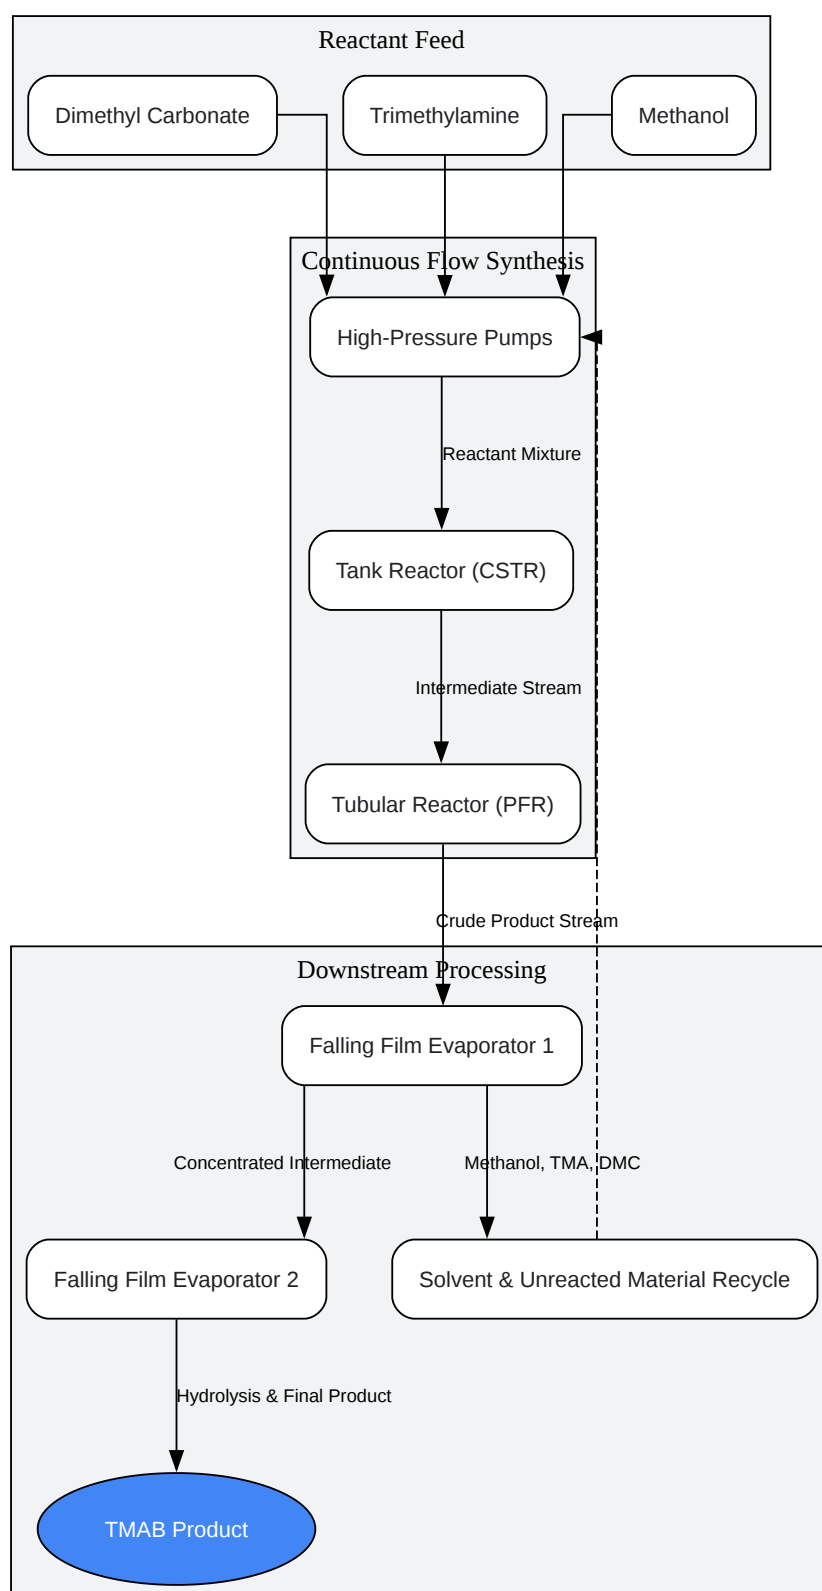 Reactant Feed
Dimethyl Carbonate
Trimethylamine
Methanol
Continuous Flow Synthesis
High-Pressure Pumps
Reactant Mixture
Tank Reactor (CSTR)
Intermediate Stream
Tubular Reactor (PFR)
Crude Product Stream
Downstream Processing
Falling Film Evaporator 1
Concentrated Intermediate
Methanol, TMA, DMC
Falling Film Evaporator 2
Solvent & Unreacted Material Recycle
Hydrolysis & Final Product
TMAB Product